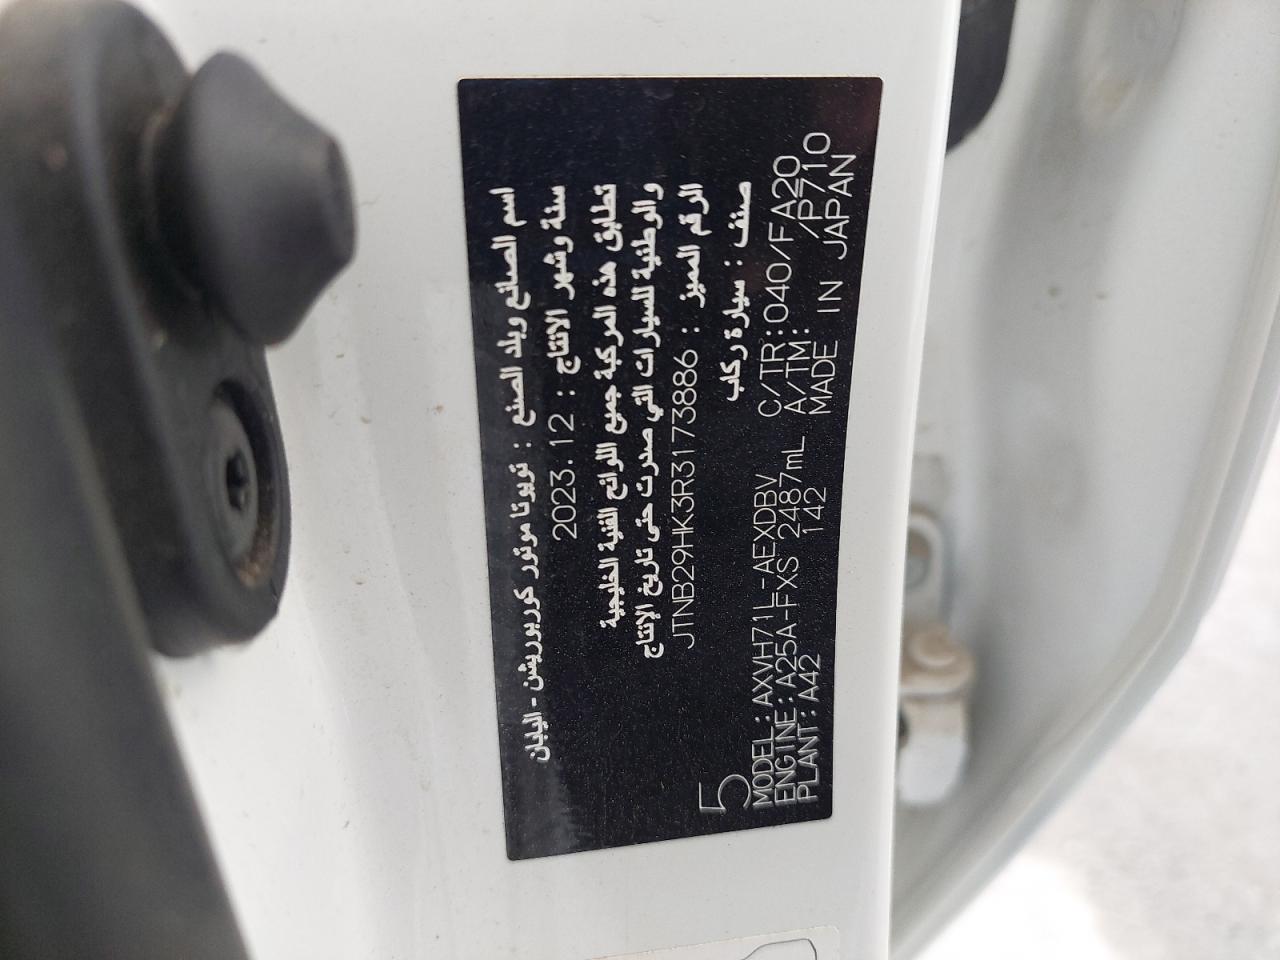 اسم الصانع وبلد الصنع : تويوتا موتور كوربوريشن - اليابان
سنة وشهر الانتاج : 2023.12
تطابق هذه المركبة جميع اللوائح الفنية الخليجية
والوطنية للسيارات التي صدرت حتى تاريخ الإنتاج
الرقم المميز : JTNB29HK3R3173886
صنف : سيارة ركاب
5
MODEL:AXVH71L-AEXDBV C/TR:040/FA20
ENGINE:A25A-FXS 2487mL A/TM: /P710
PLANT:A42 142 MADE IN JAPAN